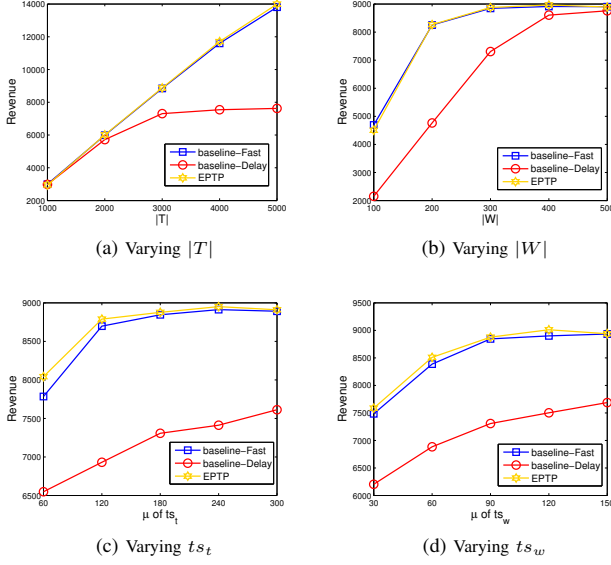 14000
12000
10000
8000
6000
4000
2000
Revenue
baseline-Fast
baseline-Delay
EPTP
1000 2000 3000 4000 5000
|T|
(a) Varying |T|
9000
8000
7000
6000
5000
4000
3000
2000
Revenue
baseline-Fast
baseline-Delay
EPTP
100 200 300 400 500
|W|
(b) Varying |W|
9000
8500
8000
7500
7000
6500
Revenue
baseline-Fast
baseline-Delay
EPTP
60 120 180 240 300
μ of ts_t
(c) Varying ts_t
9500
9000
8500
8000
7500
7000
6500
6000
Revenue
baseline-Fast
baseline-Delay
EPTP
30 60 90 120 150
μ of ts_w
(d) Varying ts_w